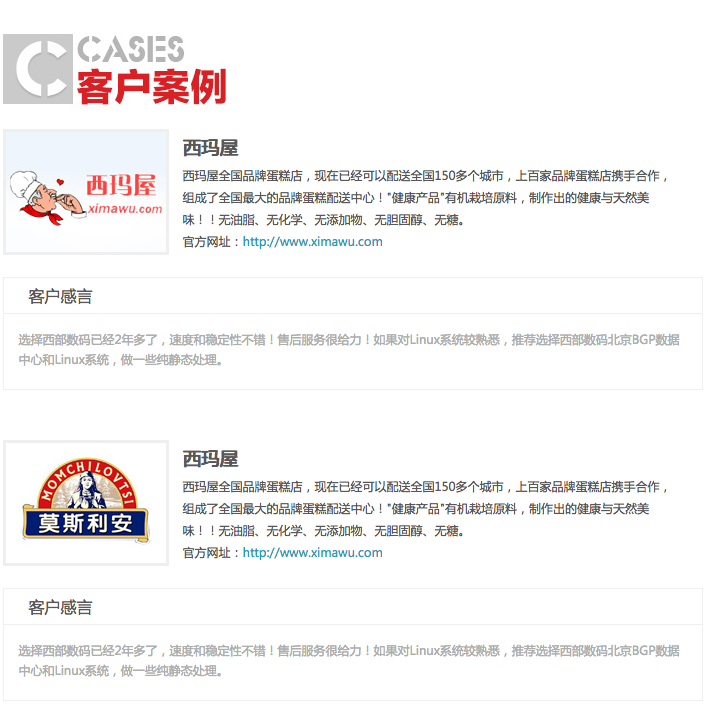 CASES
客户案例
西玛屋
ximawu.com
西玛屋
西玛屋全国品牌蛋糕店，现在已经可以配送全国150多个城市，上百家品牌蛋糕店携手合作，
组成了全国最大的品牌蛋糕配送中心！"健康产品"有机栽培原料，制作出的健康与天然美
味！！无油脂、无化学、无添加物、无胆固醇、无糖。
官方网址：http://www.ximawu.com
客户感言
选择西部数码已经2年多了，速度和稳定性不错！售后服务很给力！如果对Linux系统较熟悉，推荐选择西部数码北京BGP数据
中心和Linux系统，做一些纯静态处理。
MOMCHILOVTSI
莫斯利安
西玛屋
西玛屋全国品牌蛋糕店，现在已经可以配送全国150多个城市，上百家品牌蛋糕店携手合作，
组成了全国最大的品牌蛋糕配送中心！"健康产品"有机栽培原料，制作出的健康与天然美
味！！无油脂、无化学、无添加物、无胆固醇、无糖。
官方网址：http://www.ximawu.com
客户感言
选择西部数码已经2年多了，速度和稳定性不错！售后服务很给力！如果对Linux系统较熟悉，推荐选择西部数码北京BGP数据
中心和Linux系统，做一些纯静态处理。